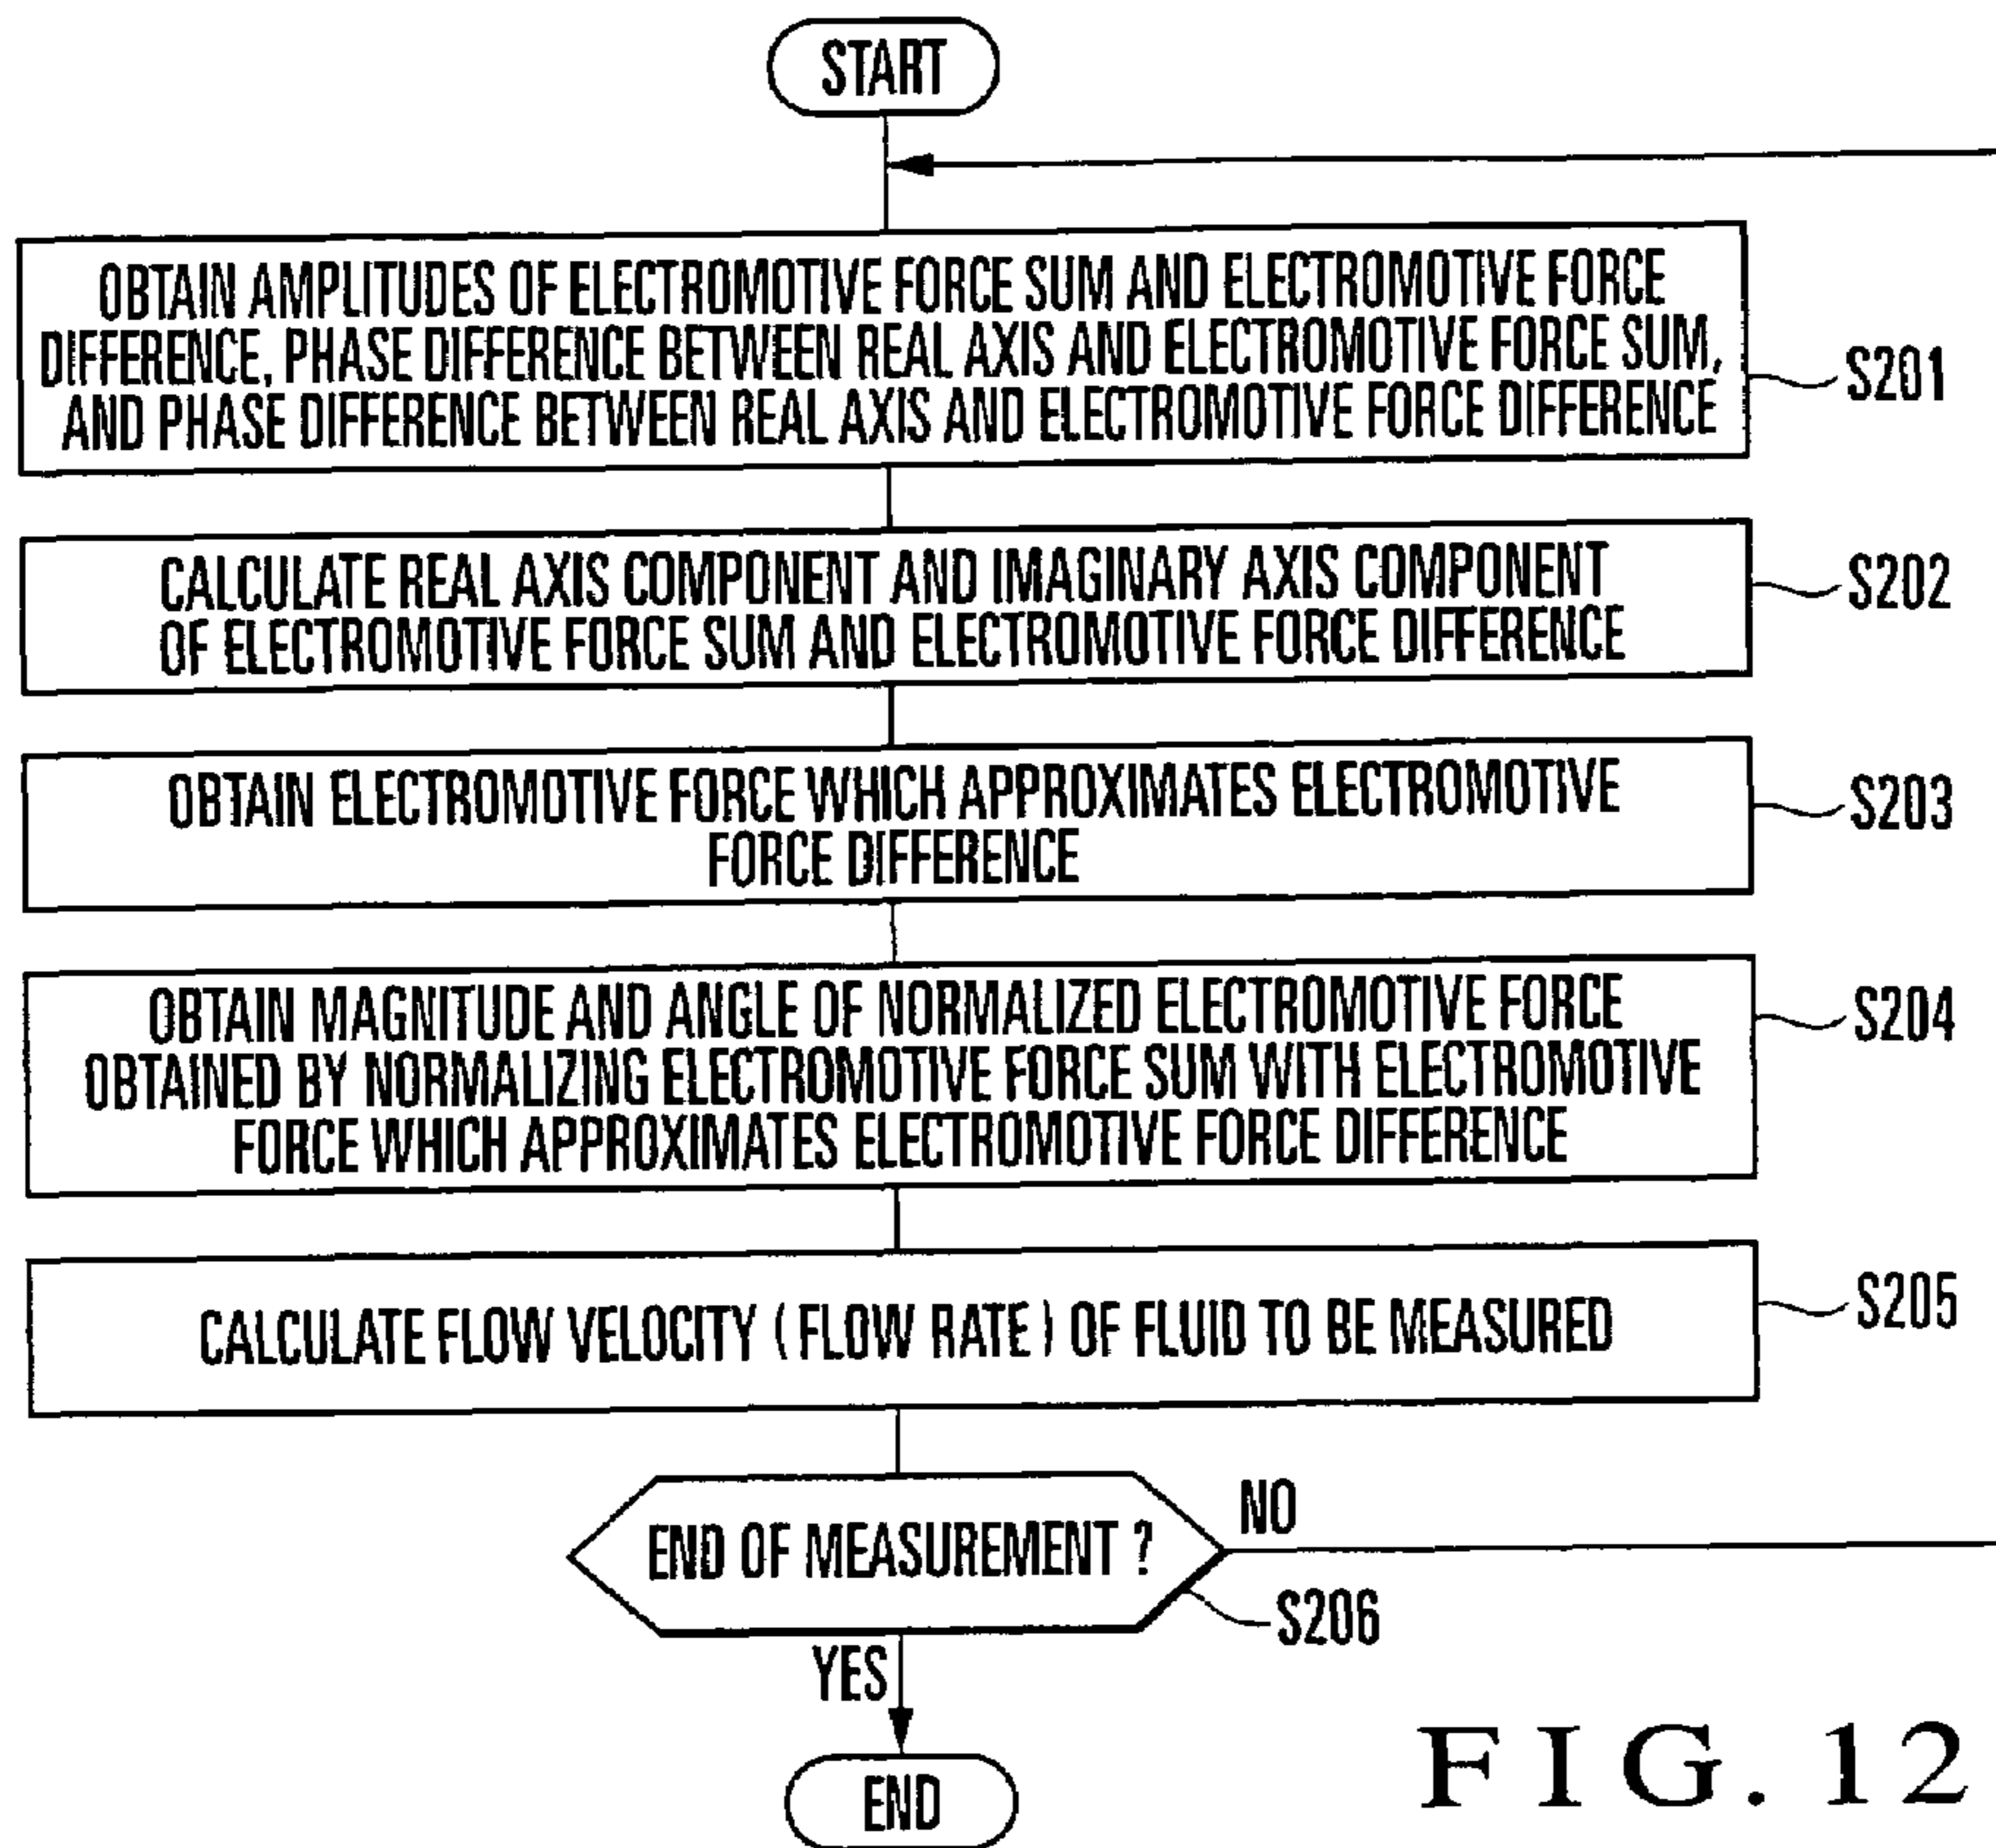 START
OBTAIN AMPLITUDES OF ELECTROMOTIVE FORCE SUM AND ELECTROMOTIVE FORCE
DIFFERENCE, PHASE DIFFERENCE BETWEEN REAL AXIS AND ELECTROMOTIVE FORCE SUM,
AND PHASE DIFFERENCE BETWEEN REAL AXIS AND ELECTROMOTIVE FORCE DIFFERENCE
S201
CALCULATE REAL AXIS COMPONENT AND IMAGINARY AXIS COMPONENT
OF ELECTROMOTIVE FORCE SUM AND ELECTROMOTIVE FORCE DIFFERENCE
S202
OBTAIN ELECTROMOTIVE FORCE WHICH APPROXIMATES ELECTROMOTIVE
FORCE DIFFERENCE
S203
OBTAIN MAGNITUDE AND ANGLE OF NORMALIZED ELECTROMOTIVE FORCE
OBTAINED BY NORMALIZING ELECTROMOTIVE FORCE SUM WITH ELECTROMOTIVE
FORCE WHICH APPROXIMATES ELECTROMOTIVE FORCE DIFFERENCE
S204
CALCULATE FLOW VELOCITY (FLOW RATE) OF FLUID TO BE MEASURED
S205
END OF MEASUREMENT ?
NO
S206
YES
END
FIG. 12